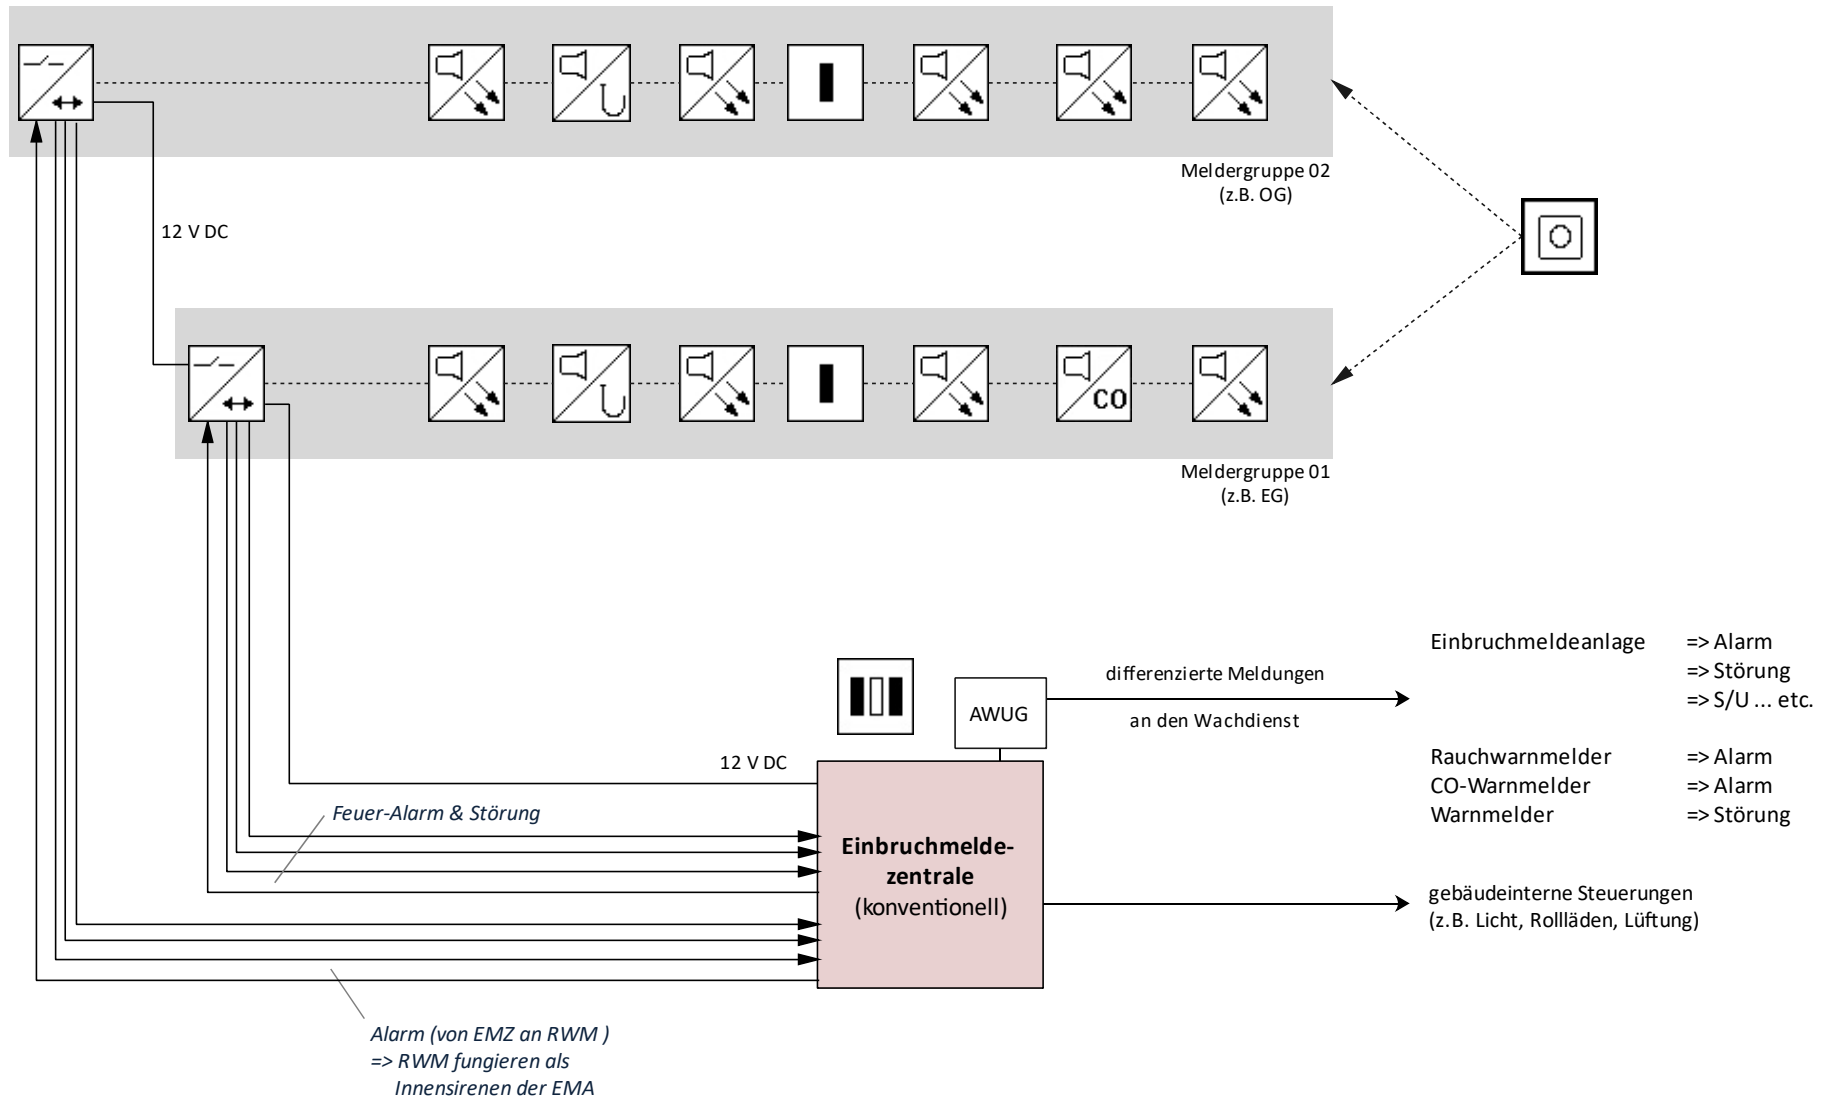 Meldergruppe 02
(z.B. OG)
12 V DC
CO
Meldergruppe 01
(z.B. EG)
Einbruchmeldeanlage => Alarm
=> Störung
=> S/U ... etc.
differenzierte Meldungen
an den Wachdienst
AWUG
Rauchwarnmelder => Alarm
CO-Warnmelder => Alarm
Warnmelder => Störung
12 V DC
Feuer-Alarm & Störung
Einbruchmelde-
zentrale
(konventionell)
gebäudeinterne Steuerungen
(z.B. Licht, Rollläden, Lüftung)
Alarm (von EMZ an RWM )
=> RWM fungieren als
Innensirenen der EMA